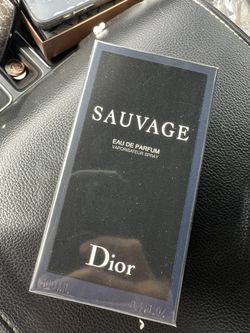 SAUVAGE
EAU DE PARFUM
VAPORISATEUR SPRAY
Dior